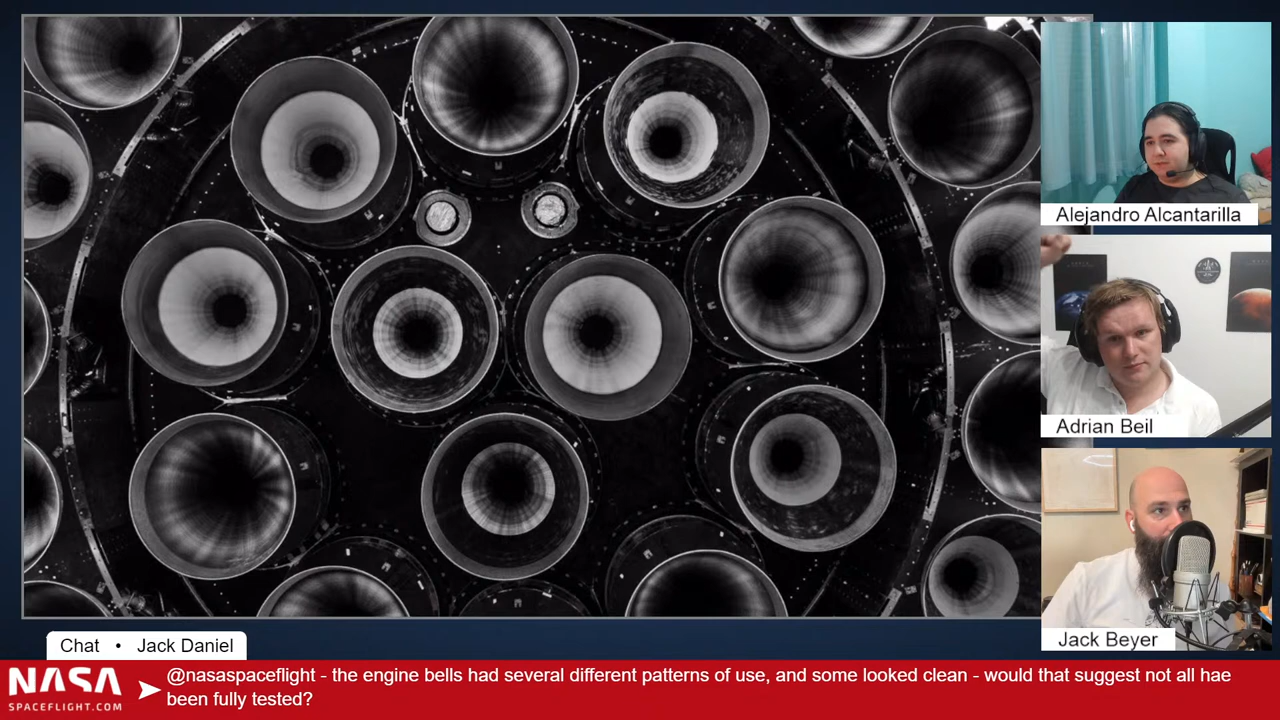 Alejandro Alcantarilla
Adrian Beil
Jack Beyer
Chat • Jack Daniel
NASA
SPACEFLIGHT.COM
@nasaspaceflight - the engine bells had several different patterns of use, and some looked clean - would that suggest not all hae
been fully tested?